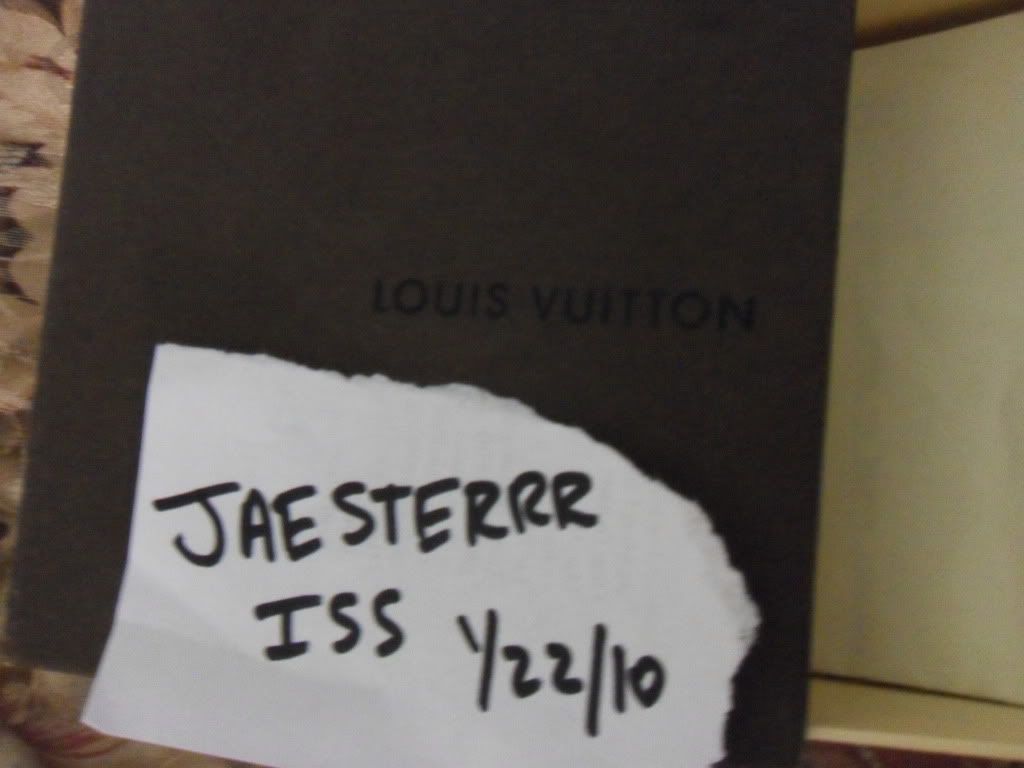 LOUIS VUITTON
JAESTERRR
ISS 1/22/10